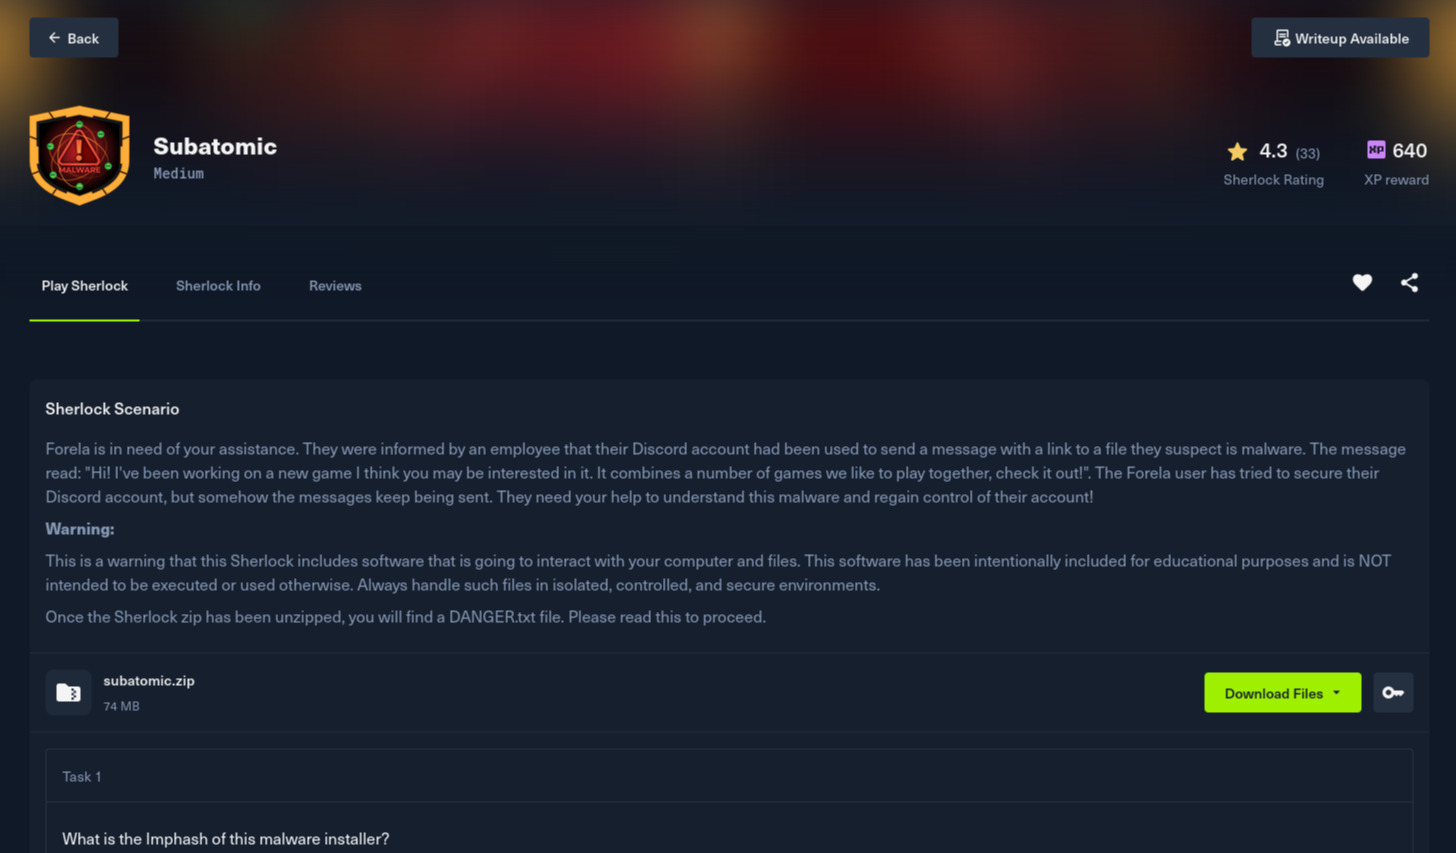 Back
Writeup Available
MALWARE
Subatomic
Medium
4.3 (33)
Sherlock Rating
XP 640
XP reward
Play Sherlock
Sherlock Info
Reviews
Sherlock Scenario
Forela is in need of your assistance. They were informed by an employee that their Discord account had been used to send a message with a link to a file they suspect is malware. The message
read: "Hi! I've been working on a new game I think you may be interested in it. It combines a number of games we like to play together, check it out!". The Forela user has tried to secure their
Discord account, but somehow the messages keep being sent. They need your help to understand this malware and regain control of their account!
Warning:
This is a warning that this Sherlock includes software that is going to interact with your computer and files. This software has been intentionally included for educational purposes and is NOT
intended to be executed or used otherwise. Always handle such files in isolated, controlled, and secure environments.
Once the Sherlock zip has been unzipped, you will find a DANGER.txt file. Please read this to proceed.
subatomic.zip
74 MB
Download Files
Task 1
What is the Imphash of this malware installer?